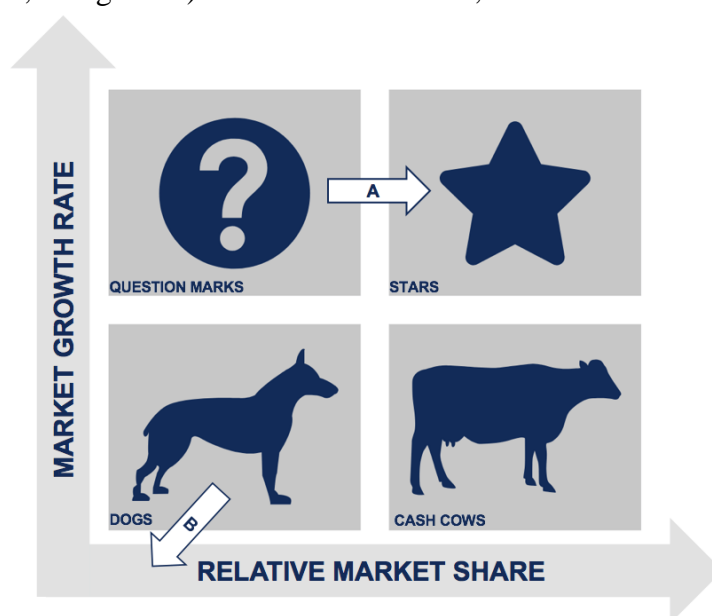 MARKET GROWTH RATE
?
A
QUESTION MARKS
STARS
DOGS
B
CASH COWS
RELATIVE MARKET SHARE